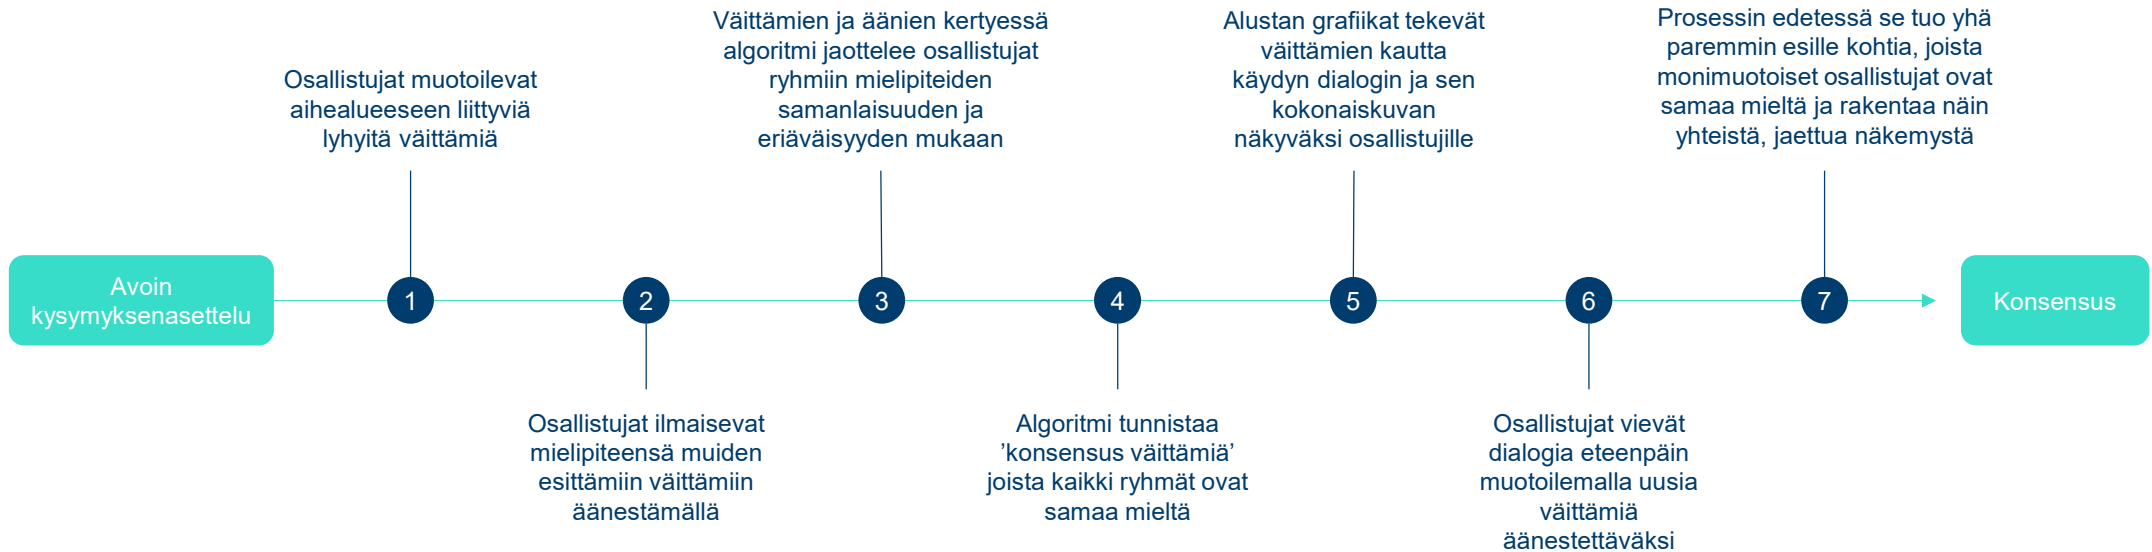 Avoin
kysymyksenasettelu
1
Osallistujat muotoilevat
aihealueeseen liittyviä
lyhyitä väittämiä
2
Osallistujat ilmaisevat
mielipiteensä muiden
esittämiin väittämiin
äänestämällä
3
Väittämien ja äänien kertyessä
algoritmi jaottelee osallistujat
ryhmiin mielipiteiden
samanlaisuuden ja
eriäväisyyden mukaan
4
Algoritmi tunnistaa
’konsensus väittämiä’
joista kaikki ryhmät ovat
samaa mieltä
5
Alustan grafiikat tekevät
väittämien kautta
käydyn dialogin ja sen
kokonaiskuvan
näkyväksi osallistujille
6
Osallistujat vievät
dialogia eteenpäin
muotoilemalla uusia
väittämiä
äänestettäväksi
7
Prosessin edetessä se tuo yhä
paremmin esille kohtia, joista
monimuotoiset osallistujat ovat
samaa mieltä ja rakentaa näin
yhteistä, jaettua näkemystä
Konsensus